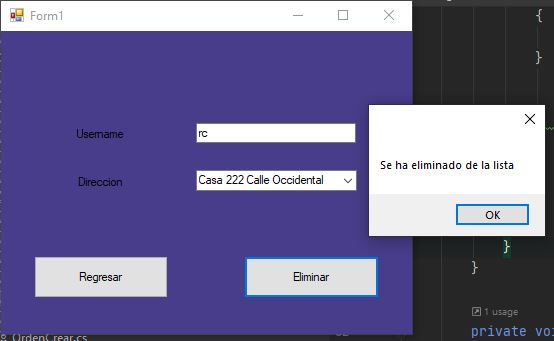 Form1
{
}
Username
rc
Direccion
Casa 222 Calle Occidental
Se ha eliminado de la lista
OK
}
}
Regresar
Eliminar
1 usage
private voi
OrdenCrear.cs